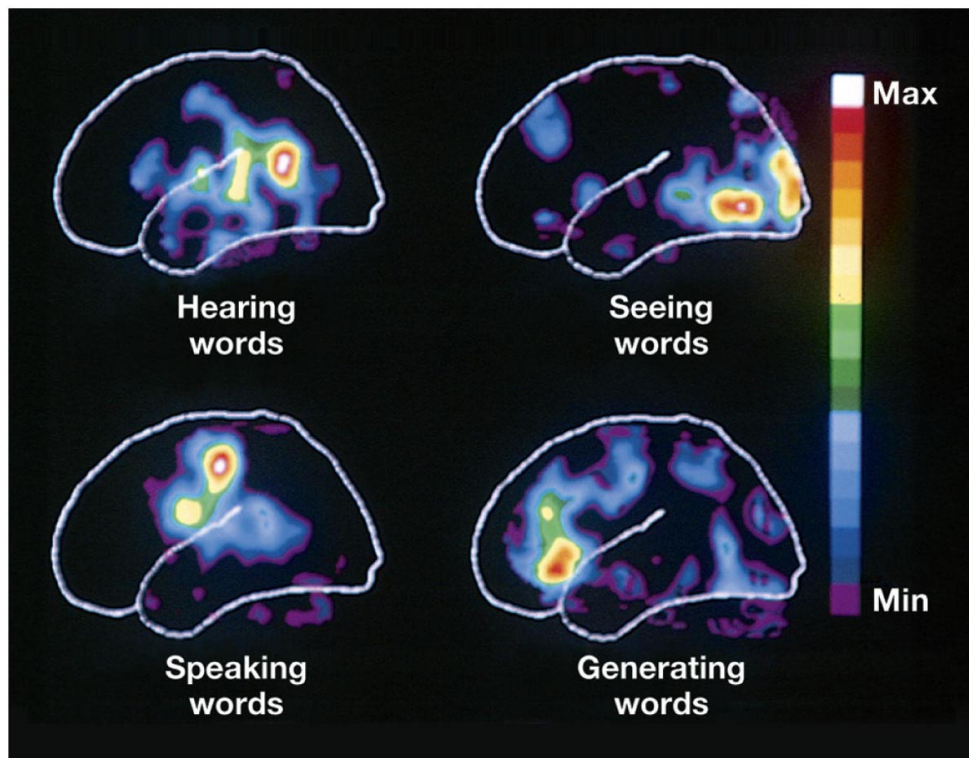 Max
Hearing
words
Seeing
words
Min
Speaking
words
Generating
words